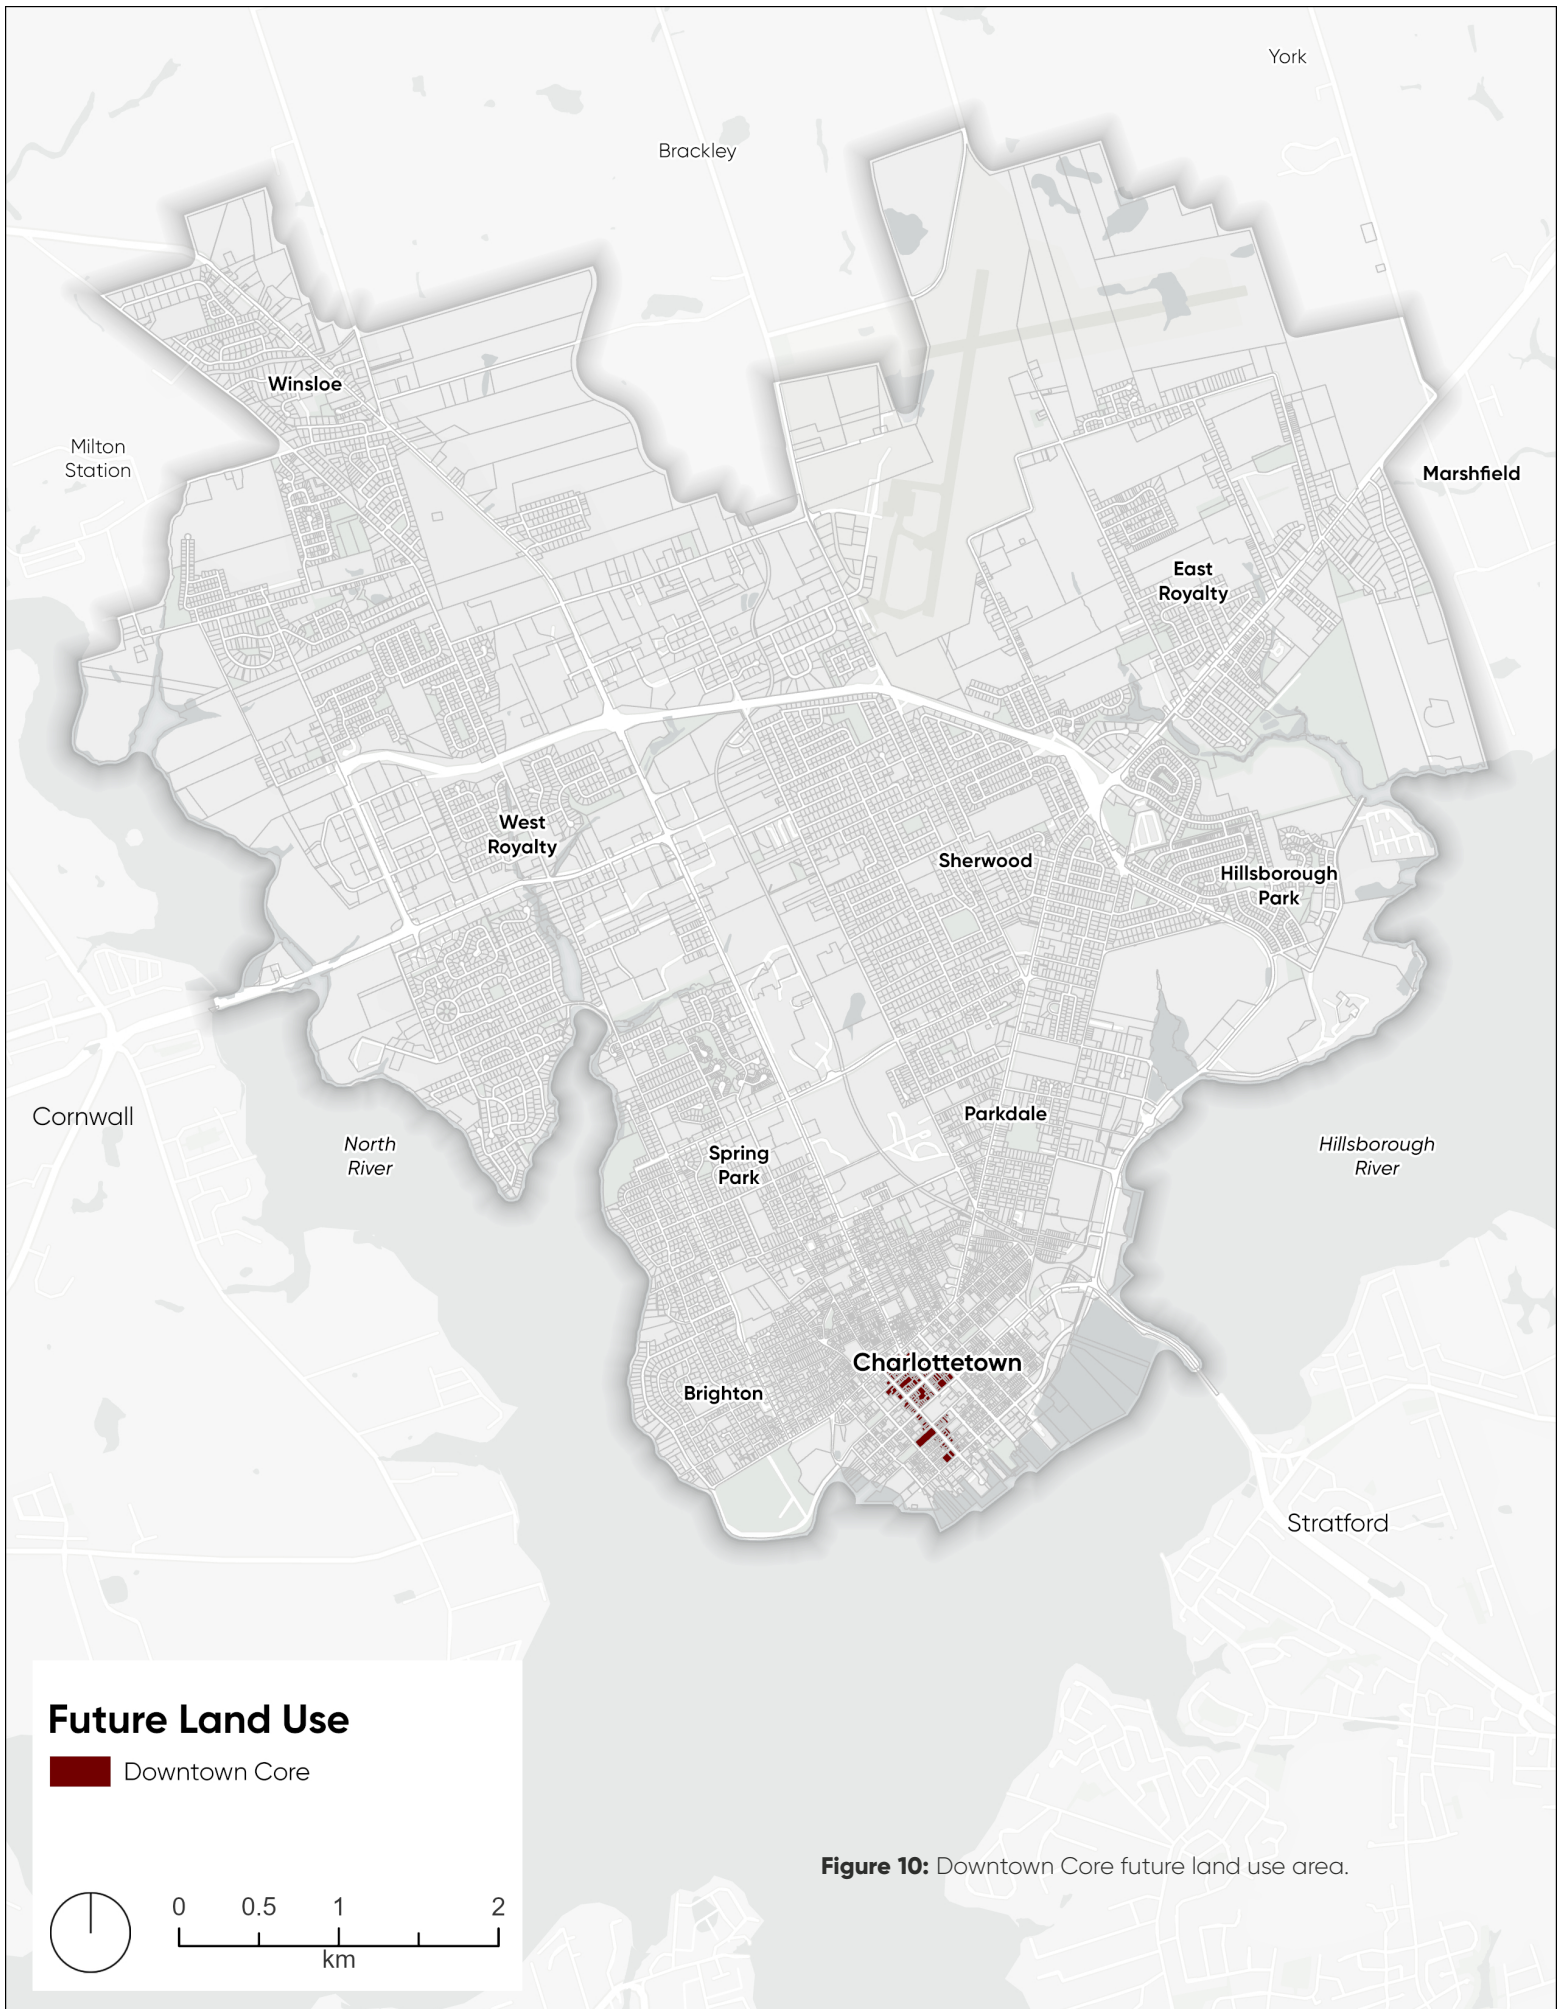 York
Brackley
Winsloe
Milton
Station
Marshfield
East
Royalty
West
Royalty
Sherwood
Hillsborough
Park
Cornwall
North
River
Parkdale
Hillsborough
River
Spring
Park
Charlottetown
Brighton
Stratford
Future Land Use
Downtown Core
Figure 10: Downtown Core future land use area.
0 0.5 1 2
km